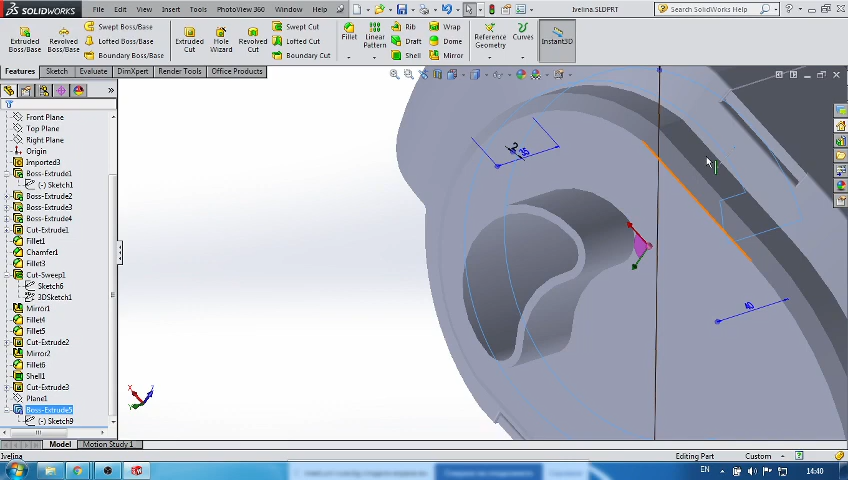 SOLIDWORKS
File Edit View Insert Tools PhotoView 360 Window Help
Ivelina.SLDPRT
Search SOLIDWORKS Help
Extruded Boss/Base
Revolved Boss/Base
Swept Boss/Base
Lofted Boss/Base
Boundary Boss/Base
Extruded Cut
Hole Wizard
Revolved Cut
Swept Cut
Lofted Cut
Boundary Cut
Fillet
Linear Pattern
Rib
Draft
Shell
Wrap
Dome
Mirror
Reference Geometry
Curves
Instant3D
Features Sketch Evaluate DimXpert Render Tools Office Products
Front Plane
Top Plane
Right Plane
Origin
Imported3
Boss-Extrude1
(-) Sketch1
Boss-Extrude2
Boss-Extrude3
Boss-Extrude4
Cut-Extrude1
Fillet1
Chamfer1
Fillet3
Cut-Sweep1
Sketch6
3DSketch1
Mirror1
Fillet4
Fillet5
Cut-Extrude2
Mirror2
Fillet6
Shell1
Cut-Extrude3
Plane1
Boss-Extrude5
(-) Sketch9
40
X
Y
Z
Model Motion Study 1
Ivelina
Editing Part Custom
EN 14:40